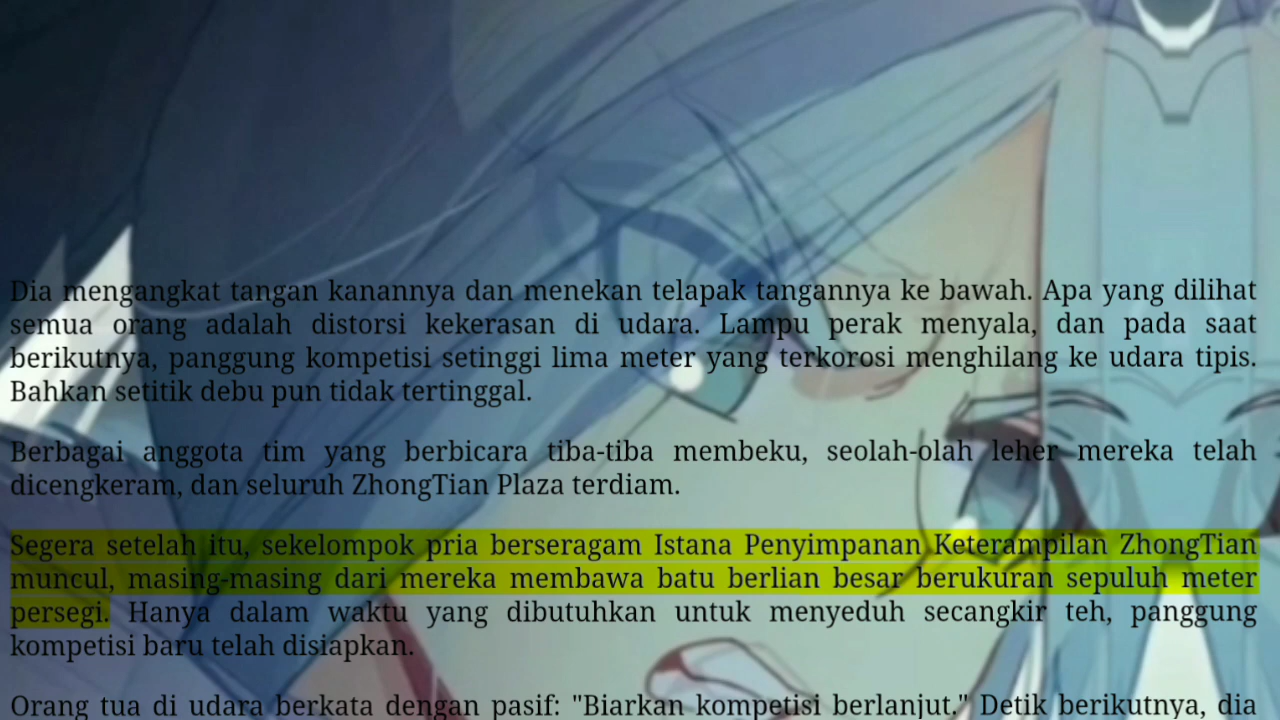 Dia mengangkat tangan kanannya dan menekan telapak tangannya ke bawah. Apa yang dilihat
semua orang adalah distorsi kekerasan di udara. Lampu perak menyala, dan pada saat
berikutnya, panggung kompetisi setinggi lima meter yang terkorosi menghilang ke udara tipis.
Bahkan setitik debu pun tidak tertinggal.
Berbagai anggota tim yang berbicara tiba-tiba membeku, seolah-olah leher mereka telah
dicengkeram, dan seluruh ZhongTian Plaza terdiam.
Segera setelah itu, sekelompok pria berseragam Istana Penyimpanan Keterampilan ZhongTian
muncul, masing-masing dari mereka membawa batu berlian besar berukuran sepuluh meter
persegi. Hanya dalam waktu yang dibutuhkan untuk menyeduh secangkir teh, panggung
kompetisi baru telah disiapkan.
Orang tua di udara berkata dengan pasif: "Biarkan kompetisi berlanjut." Detik berikutnya, dia